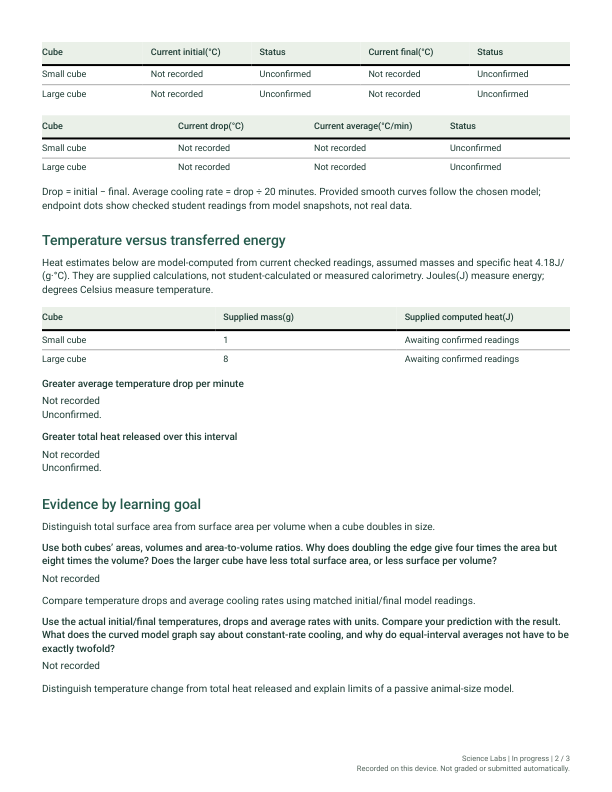 Cube Current initial(°C) Status Current final(°C) Status
Small cube Not recorded Unconfirmed Not recorded Unconfirmed
Large cube Not recorded Unconfirmed Not recorded Unconfirmed
Cube Current drop(°C) Current average(°C/min) Status
Small cube Not recorded Not recorded Unconfirmed
Large cube Not recorded Not recorded Unconfirmed
Drop = initial − final. Average cooling rate = drop ÷ 20 minutes. Provided smooth curves follow the chosen model;
endpoint dots show checked student readings from model snapshots, not real data.
Temperature versus transferred energy
Heat estimates below are model-computed from current checked readings, assumed masses and specific heat 4.18J/
(g·°C). They are supplied calculations, not student-calculated or measured calorimetry. Joules(J) measure energy;
degrees Celsius measure temperature.
Cube Supplied mass(g) Supplied computed heat(J)
Small cube 1 Awaiting confirmed readings
Large cube 8 Awaiting confirmed readings
Greater average temperature drop per minute
Not recorded
Unconfirmed.
Greater total heat released over this interval
Not recorded
Unconfirmed.
Evidence by learning goal
Distinguish total surface area from surface area per volume when a cube doubles in size.
Use both cubes' areas, volumes and area-to-volume ratios. Why does doubling the edge give four times the area but
eight times the volume? Does the larger cube have less total surface area, or less surface per volume?
Not recorded
Compare temperature drops and average cooling rates using matched initial/final model readings.
Use the actual initial/final temperatures, drops and average rates with units. Compare your prediction with the result.
What does the curved model graph say about constant-rate cooling, and why do equal-interval averages not have to be
exactly twofold?
Not recorded
Distinguish temperature change from total heat released and explain limits of a passive animal-size model.
Science Labs | In progress | 2 / 3
Recorded on this device. Not graded or submitted automatically.